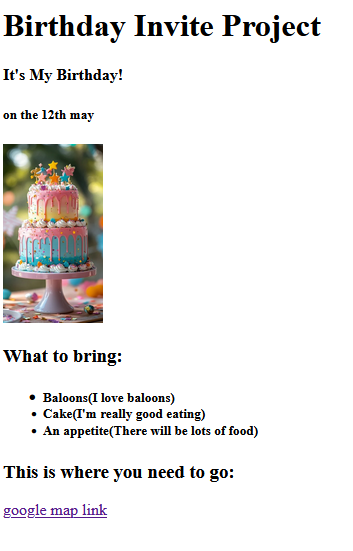 Birthday Invite Project
It's My Birthday!
on the 12th may
What to bring:
Baloons(I love baloons)
Cake(I'm really good eating)
An appetite(There will be lots of food)
This is where you need to go:
google map link